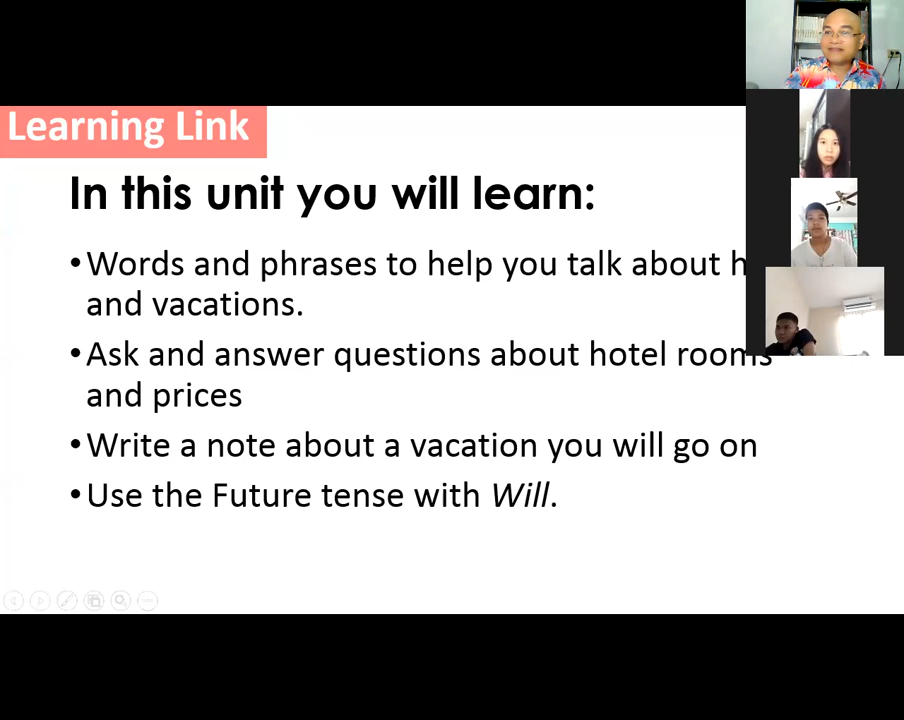 Learning Link
In this unit you will learn:
• Words and phrases to help you talk about
and vacations.
• Ask and answer questions about hotel rooms
and prices
• Write a note about a vacation you will go on
• Use the Future tense with Will.